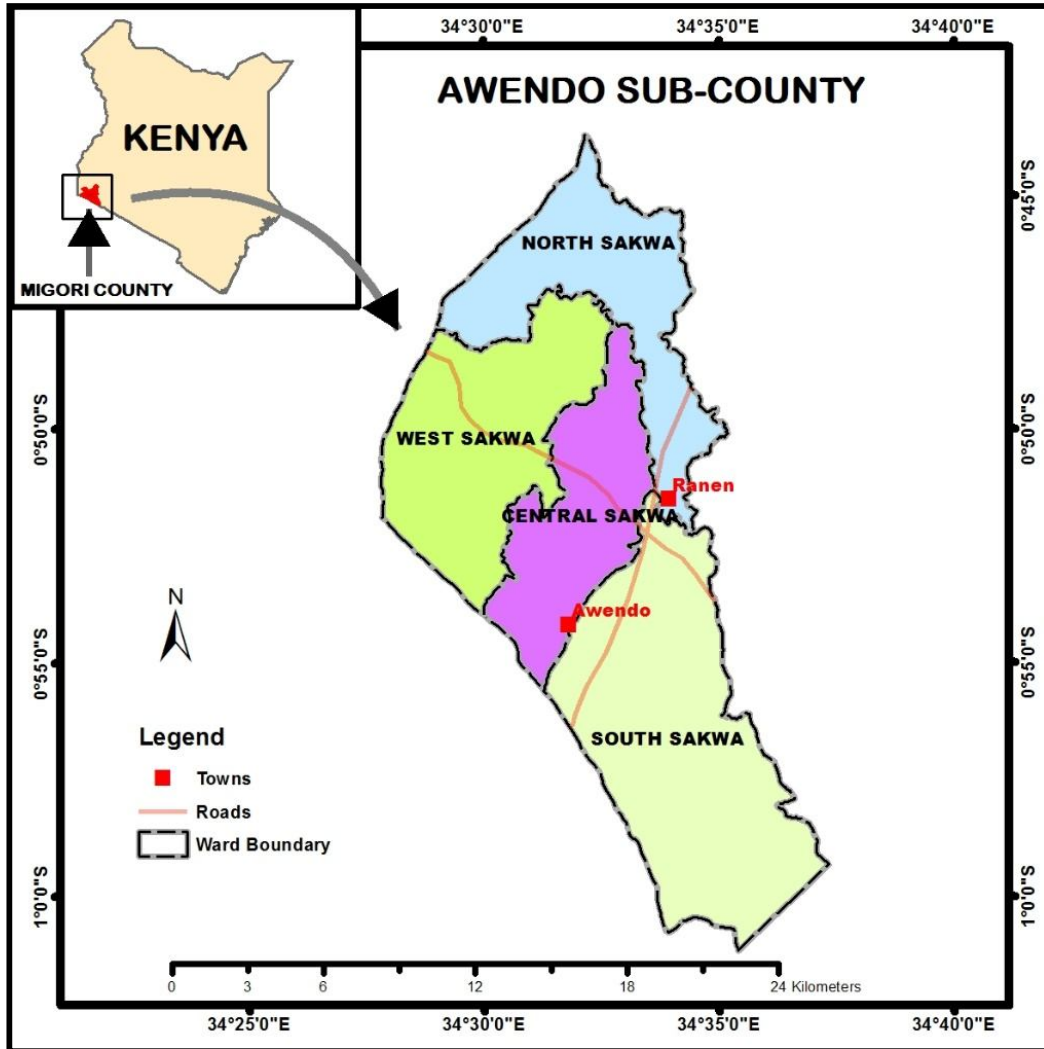 34°30'0"E
34°35'0"E
34°40'0"E
AWENDO SUB-COUNTY
KENYA
MIGORI COUNTY
0°45'0"S
0°45'0"S
NORTH SAKWA
0°50'0"S
0°50'0"S
WEST SAKWA
Ranen
CENTRAL SAKWA
N
Awendo
0°55'0"S
0°55'0"S
SOUTH SAKWA
Legend
Towns
Roads
Ward Boundary
1°0'0"S
1°0'0"S
0 3 6 12 18 24 Kilometers
34°25'0"E
34°30'0"E
34°35'0"E
34°40'0"E